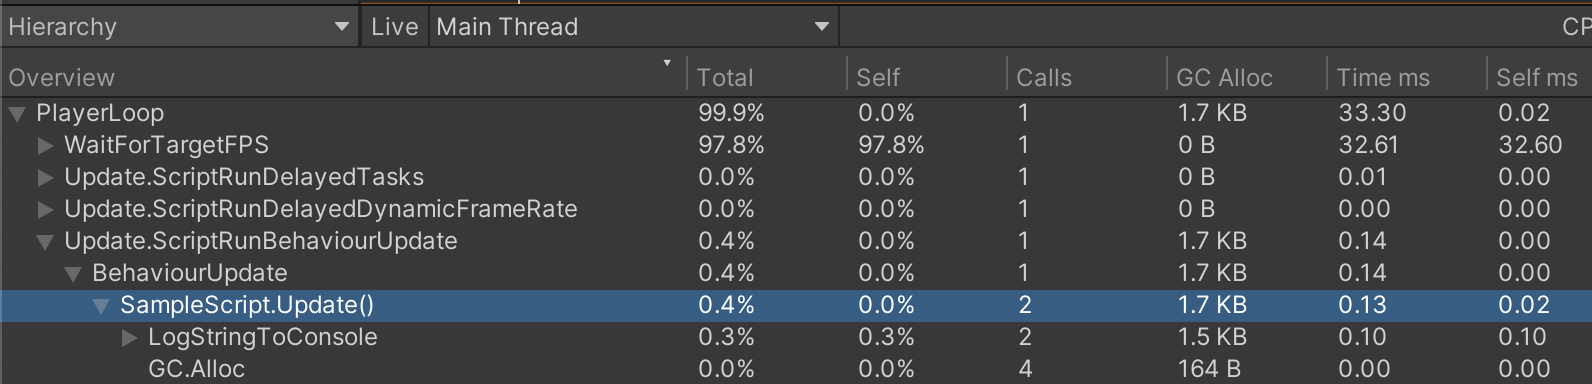 Hierarchy Live Main Thread CP
Overview Total Self Calls GC Alloc Time ms Self ms
PlayerLoop 99.9% 0.0% 1 1.7 KB 33.30 0.02
WaitForTargetFPS 97.8% 97.8% 1 0 B 32.61 32.60
Update.ScriptRunDelayedTasks 0.0% 0.0% 1 0 B 0.01 0.00
Update.ScriptRunDelayedDynamicFrameRate 0.0% 0.0% 1 0 B 0.00 0.00
Update.ScriptRunBehaviourUpdate 0.4% 0.0% 1 1.7 KB 0.14 0.00
BehaviourUpdate 0.4% 0.0% 1 1.7 KB 0.14 0.00
SampleScript.Update() 0.4% 0.0% 2 1.7 KB 0.13 0.02
LogStringToConsole 0.3% 0.3% 2 1.5 KB 0.10 0.10
GC.Alloc 0.0% 0.0% 4 164 B 0.00 0.00